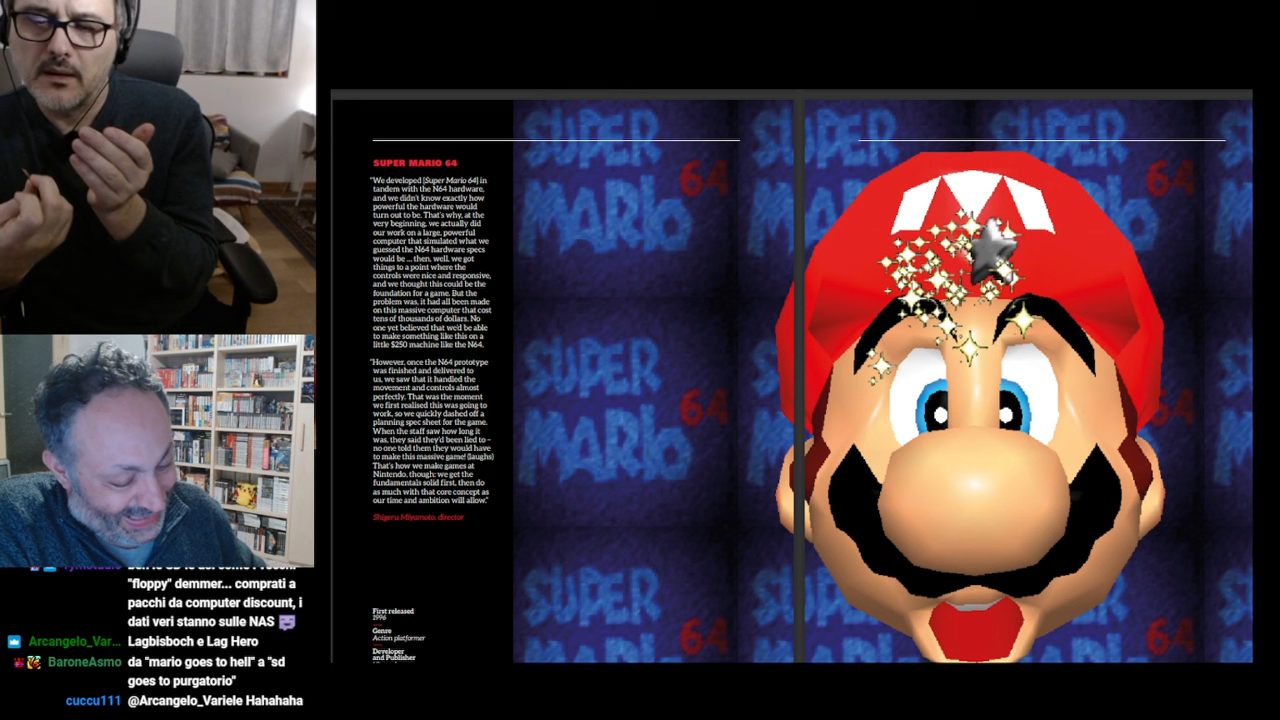 SUPER MARIO 64
"We developed [Super Mario 64] in
tandem with the N64 hardware,
and we didn't know exactly how
powerful the hardware would
turn out to be. That's why, at the
very beginning, we actually did
our work on a large, powerful
computer that simulated what we
guessed the N64 hardware specs
would be ... then, well, we got
things to a point where the
controls were nice and responsive,
and we thought this could be the
foundation for a game. But the
problem was, it had all been made
on this massive computer that cost
tens of thousands of dollars. No
one yet believed that we'd be able
to make something like this on a
little $250 machine like the N64.
"However, once the N64 prototype
was finished and delivered to
us, we saw that it handled the
movement and controls almost
perfectly. That was the moment
we first realised this was going to
work, so we quickly dashed off a
planning spec sheet for the game.
When the staff saw how long it
was, they said they'd been lied to –
no one told them they would have
to make this massive game! (laughs)
That's how we make games at
Nintendo, though: we get the
fundamentals solid first, then do
as much with that core concept as
our time and ambition will allow."
Shigeru Miyamoto, director
First released
1996
Genre
Action platformer
Developer
and Publisher
SUPER
MARIO 64
SUPER
MARIO 64
SUPER
MARIO 64
"floppy" demmer... comprati a
pacchi da computer discount, i
dati veri stanno sulle NAS
Arcangelo_Var... Lagbisboch e Lag Hero
BaroneAsmo da "mario goes to hell" a "sd
goes to purgatorio"
cuccu111 @Arcangelo_Variele Hahahaha